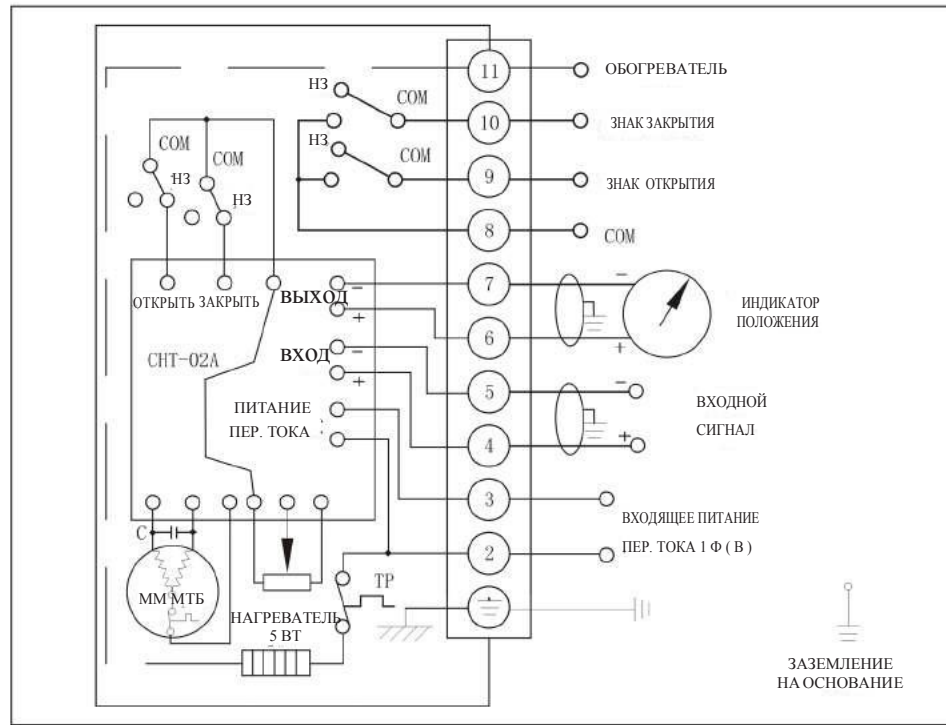 11
ОБОГРЕВАТЕЛЬ
НЗ
COM
10
ЗНАК ЗАКРЫТИЯ
НЗ
COM
9
ЗНАК ОТКРЫТИЯ
COM
COM
НЗ
НЗ
8
COM
7
ОТКРЫТЬ ЗАКРЫТЬ
ВЫХОД
−
+
−
+
ИНДИКАТОР
ПОЛОЖЕНИЯ
6
CHT-02A
ВХОД
−
+
5
−
+
ВХОДНОЙ
СИГНАЛ
4
ПИТАНИЕ
ПЕР. ТОКА
3
ВХОДЯЩЕЕ ПИТАНИЕ
ПЕР. ТОКА 1 Ф ( В )
2
C
TP
ММ МТБ
НАГРЕВАТЕЛЬ
5 ВТ
ЗАЗЕМЛЕНИЕ
НА ОСНОВАНИЕ